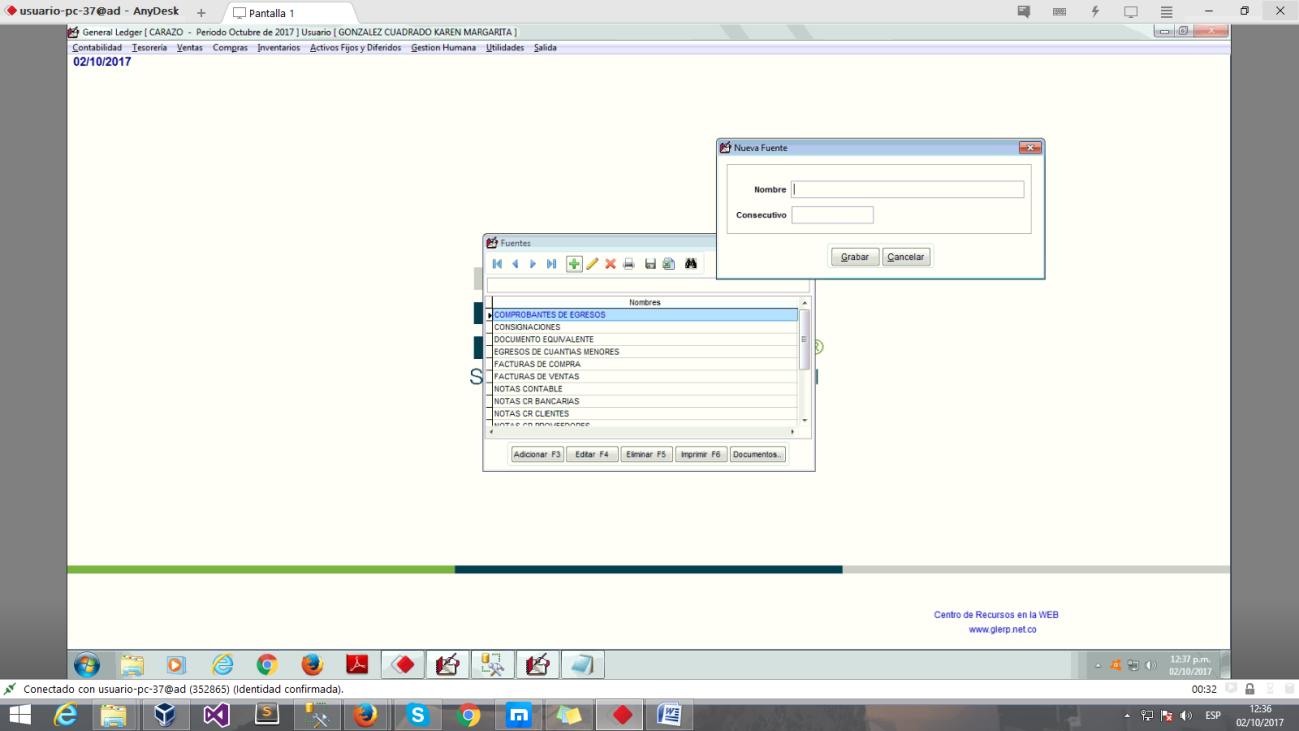 usuario-pc-37@ad - AnyDesk
+
Pantalla 1
General Ledger [ CARAZO - Periodo Octubre de 2017 ] Usuario [ GONZALEZ CUADRADO KAREN MARGARITA ]
Contabilidad Tesorería Ventas Compras Inventarios Activos Fijos y Diferidos Gestion Humana Utilidades Salida
02/10/2017
Nueva Fuente
Nombre
Consecutivo
Grabar Cancelar
Fuentes
Nombres
COMPROBANTES DE EGRESOS
CONSIGNACIONES
DOCUMENTO EQUIVALENTE
EGRESOS DE CUANTIAS MENORES
FACTURAS DE COMPRA
FACTURAS DE VENTAS
NOTAS CONTABLE
NOTAS CR BANCARIAS
NOTAS CR CLIENTES
NOTAS CR PROVEEDORES
Adicionar F3 Editar F4 Eliminar F5 Imprimir F6 Documentos..
S
®
Centro de Recursos en la WEB
www.glerp.net.co
12:37 p.m.
02/10/2017
Conectado con usuario-pc-37@ad (352865) (Identidad confirmada).
00:32
ESP
12:36
02/10/2017